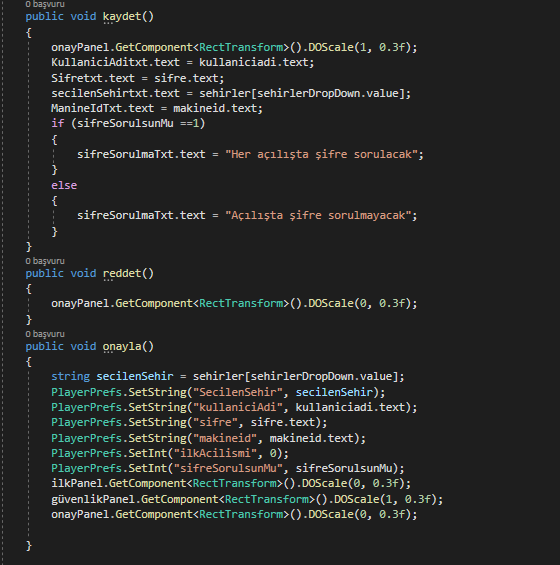 0 başvuru
public void kaydet()
{
onayPanel.GetComponent<RectTransform>().DOScale(1, 0.3f);
KullaniciAditxt.text = kullaniciadi.text;
Sifretxt.text = sifre.text;
secilenSehirtxt.text = sehirler[sehirlerDropDown.value];
ManineIdTxt.text = makineid.text;
if (sifreSorulsunMu ==1)
{
sifreSorulmaTxt.text = "Her açılışta şifre sorulacak";
}
else
{
sifreSorulmaTxt.text = "Açılışta şifre sorulmayacak";
}
}
0 başvuru
public void reddet()
{
onayPanel.GetComponent<RectTransform>().DOScale(0, 0.3f);
}
0 başvuru
public void onayla()
{
string secilenSehir = sehirler[sehirlerDropDown.value];
PlayerPrefs.SetString("SecilenSehir", secilenSehir);
PlayerPrefs.SetString("kullaniciAdi", kullaniciadi.text);
PlayerPrefs.SetString("sifre", sifre.text);
PlayerPrefs.SetString("makineid", makineid.text);
PlayerPrefs.SetInt("ilkAcilismi", 0);
PlayerPrefs.SetInt("sifreSorulsunMu", sifreSorulsunMu);
ilkPanel.GetComponent<RectTransform>().DOScale(0, 0.3f);
güvenlikPanel.GetComponent<RectTransform>().DOScale(1, 0.3f);
onayPanel.GetComponent<RectTransform>().DOScale(0, 0.3f);
}